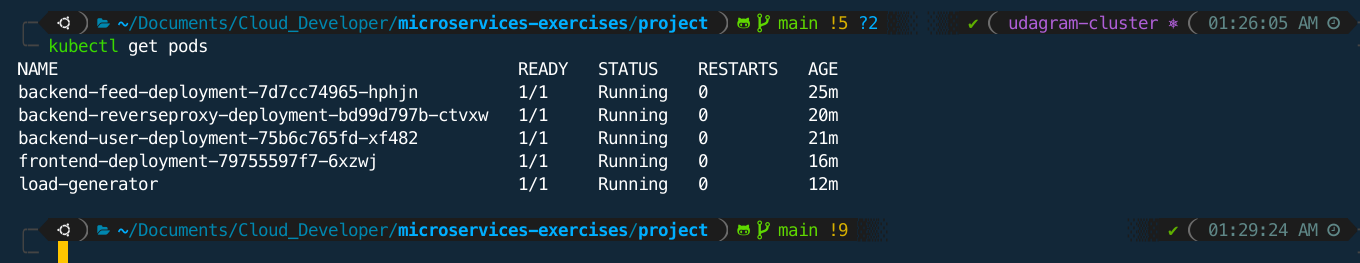 ~/Documents/Cloud_Developer/microservices-exercises/project ) main !5 ?2 ✔ ( udagram-cluster ⎈ ( 01:26:05 AM
kubectl get pods
NAME READY STATUS RESTARTS AGE
backend-feed-deployment-7d7cc74965-hphjn 1/1 Running 0 25m
backend-reverseproxy-deployment-bd99d797b-ctvxw 1/1 Running 0 20m
backend-user-deployment-75b6c765fd-xf482 1/1 Running 0 21m
frontend-deployment-79755597f7-6xzwj 1/1 Running 0 16m
load-generator 1/1 Running 0 12m
~/Documents/Cloud_Developer/microservices-exercises/project ) main !9 ✔ ( 01:29:24 AM